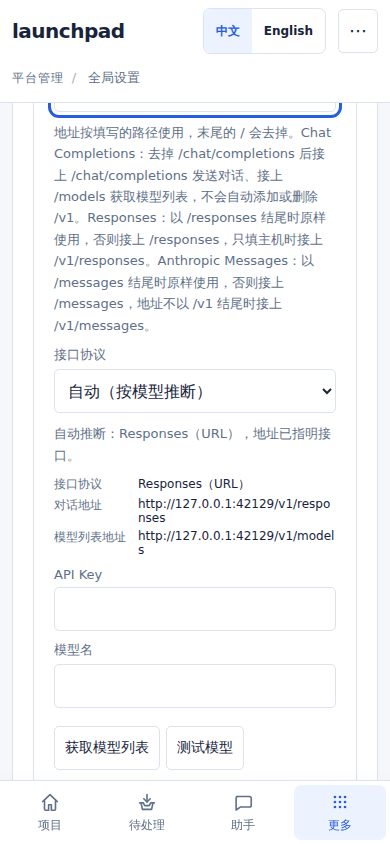 launchpad
中文
English
⋯
平台管理 / 全局设置
地址按填写的路径使用，末尾的 / 会去掉。Chat
Completions：去掉 /chat/completions 后接
上 /chat/completions 发送对话、接上
/models 获取模型列表，不会自动添加或删除
/v1。Responses：以 /responses 结尾时原样
使用，否则接上 /responses，只填主机时接上
/v1/responses。Anthropic Messages：以
/messages 结尾时原样使用，否则接上
/messages，地址不以 /v1 结尾时接上
/v1/messages。
接口协议
自动（按模型推断）
自动推断：Responses（URL），地址已指明接
口。
接口协议 Responses（URL）
对话地址 http://127.0.0.1:42129/v1/respo
nses
模型列表地址 http://127.0.0.1:42129/v1/model
s
API Key
模型名
获取模型列表
测试模型
项目
待处理
助手
更多